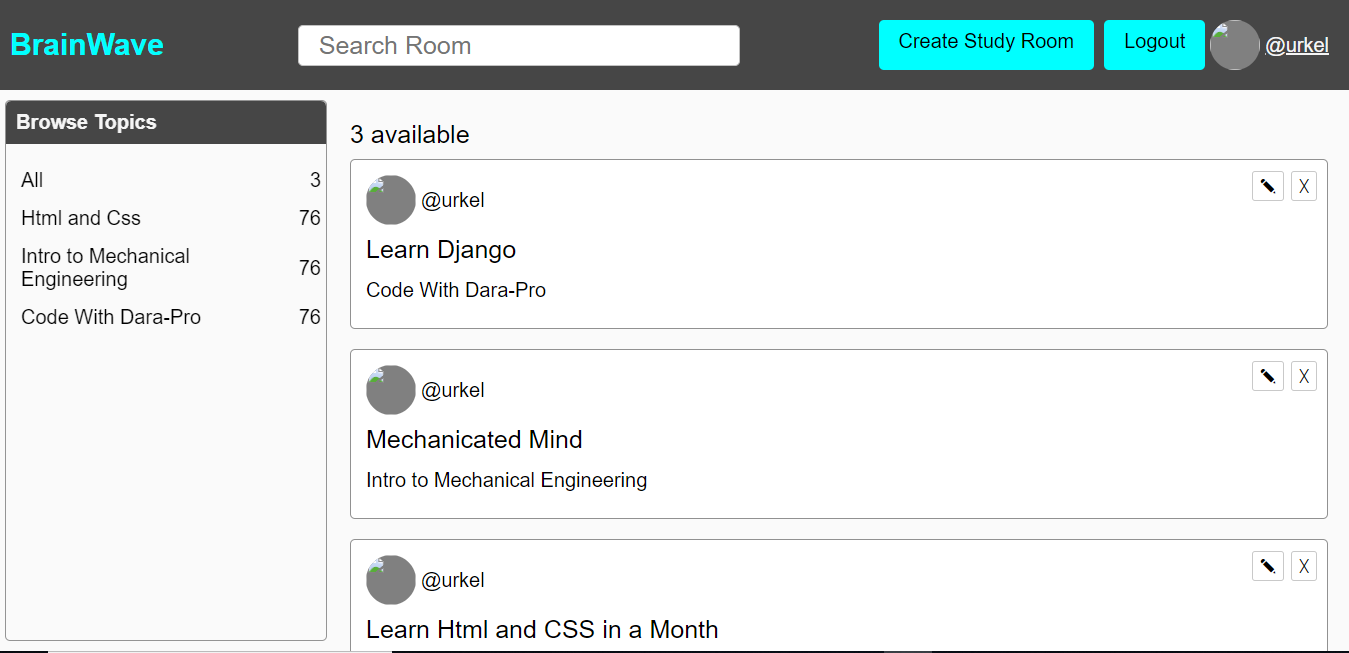 BrainWave
Search Room
Create Study Room
Logout
@urkel
Browse Topics
All 3
Html and Css 76
Intro to Mechanical
Engineering 76
Code With Dara-Pro 76
3 available
@urkel
X
Learn Django
Code With Dara-Pro
@urkel
X
Mechanicated Mind
Intro to Mechanical Engineering
@urkel
X
Learn Html and CSS in a Month